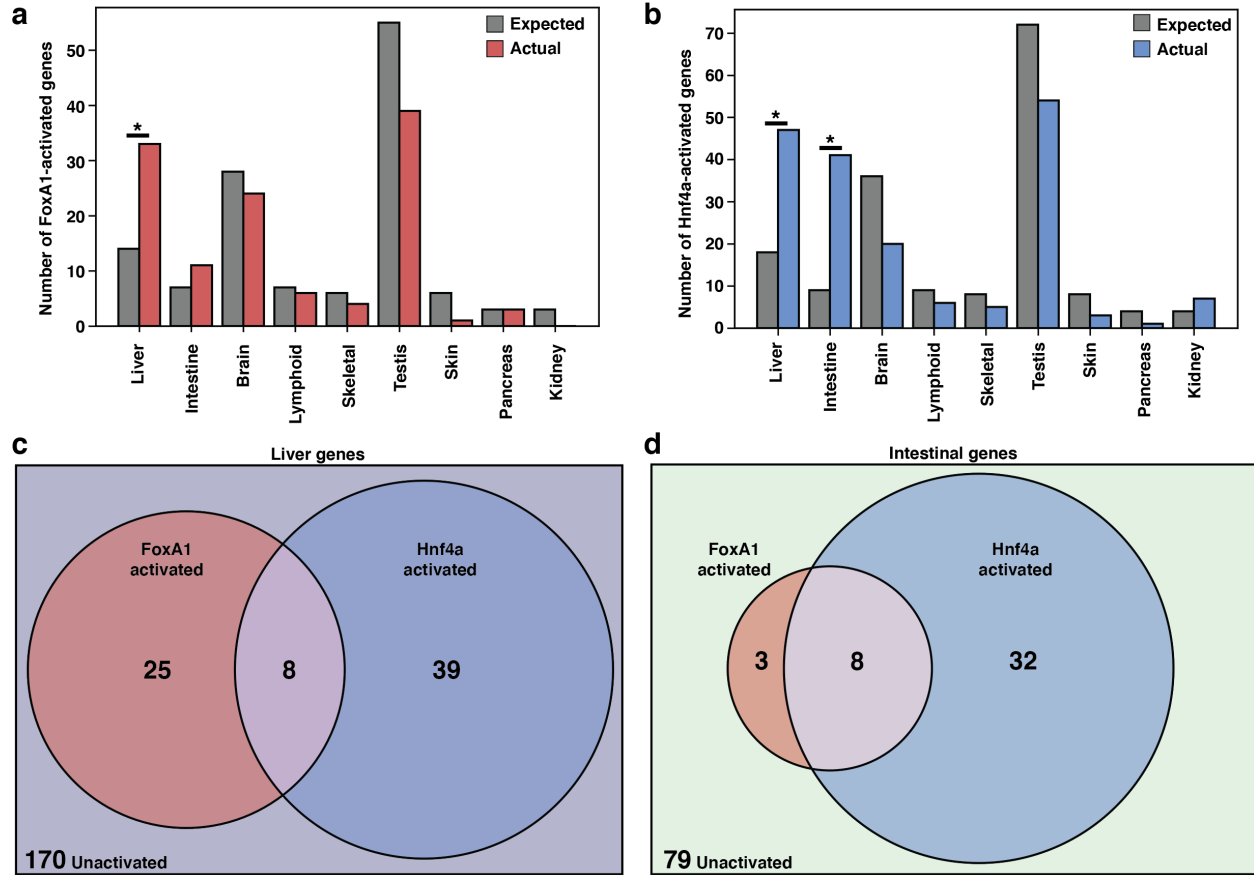 a
Number of FoxA1-activated genes
50
40
30
20
10
0
Expected
Actual
*
Liver
Intestine
Brain
Lymphoid
Skeletal
Testis
Skin
Pancreas
Kidney
b
Number of Hnf4a-activated genes
70
60
50
40
30
20
10
0
Expected
Actual
*
*
Liver
Intestine
Brain
Lymphoid
Skeletal
Testis
Skin
Pancreas
Kidney
c
Liver genes
FoxA1
activated
Hnf4a
activated
25
8
39
170 Unactivated
d
Intestinal genes
FoxA1
activated
Hnf4a
activated
3
8
32
79 Unactivated